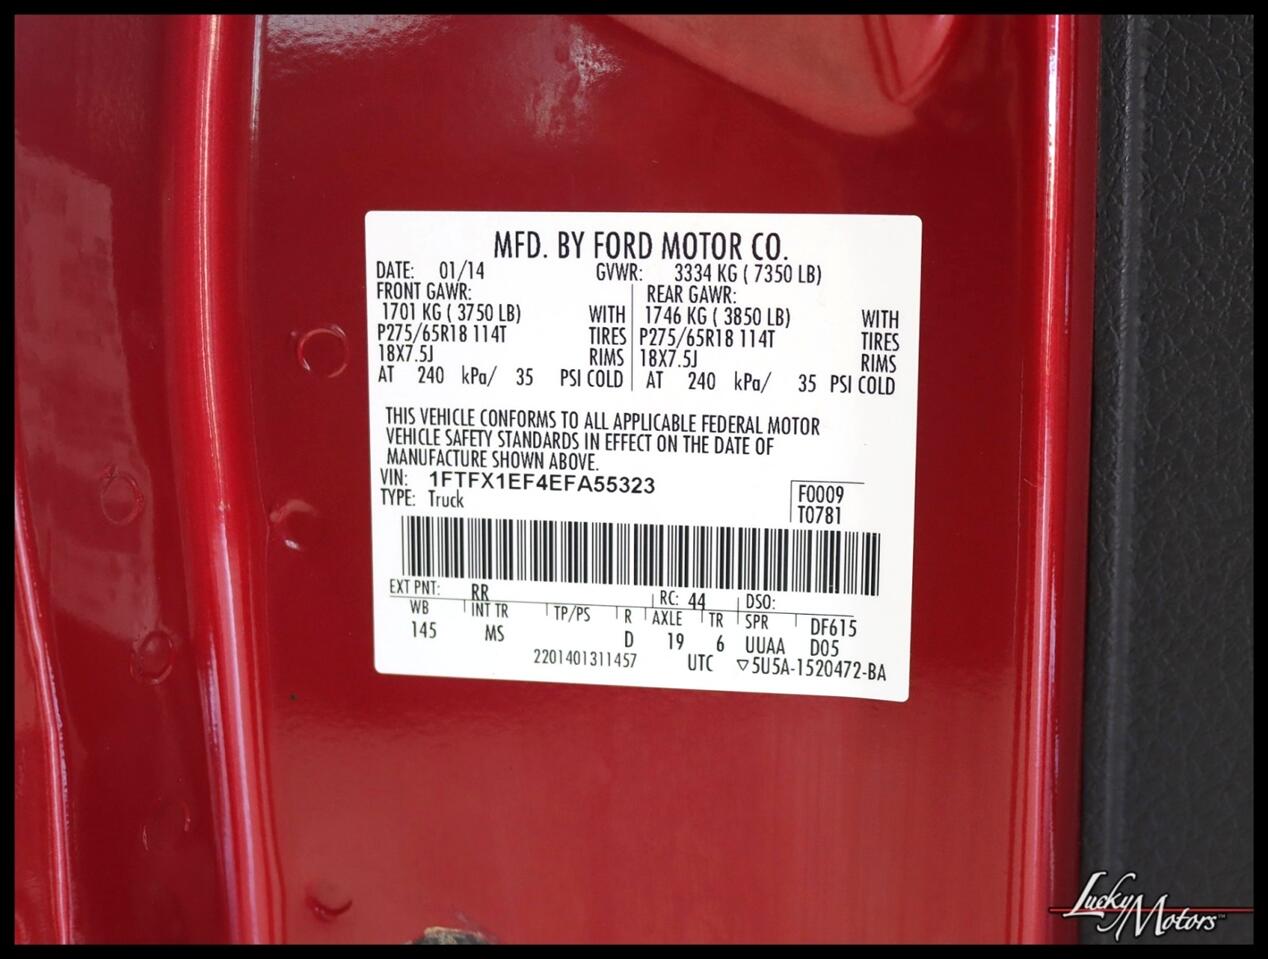 MFD. BY FORD MOTOR CO.
DATE: 01/14 GVWR: 3334 KG ( 7350 LB)
FRONT GAWR: REAR GAWR:
1701 KG ( 3750 LB) WITH 1746 KG ( 3850 LB) WITH
P275/65R18 114T TIRES P275/65R18 114T TIRES
18X7.5J RIMS 18X7.5J RIMS
AT 240 kPa/ 35 PSI COLD AT 240 kPa/ 35 PSI COLD
THIS VEHICLE CONFORMS TO ALL APPLICABLE FEDERAL MOTOR
VEHICLE SAFETY STANDARDS IN EFFECT ON THE DATE OF
MANUFACTURE SHOWN ABOVE.
VIN: 1FTFX1EF4EFA55323 F0009
TYPE: Truck T0781
EXT PNT: RR RC: 44 DSO:
WB INT TR TP/PS R AXLE TR SPR DF615
145 MS D 19 6 UUAA D05
2201401311457 UTC ▽5U5A-1520472-BA
Lucky Motors™